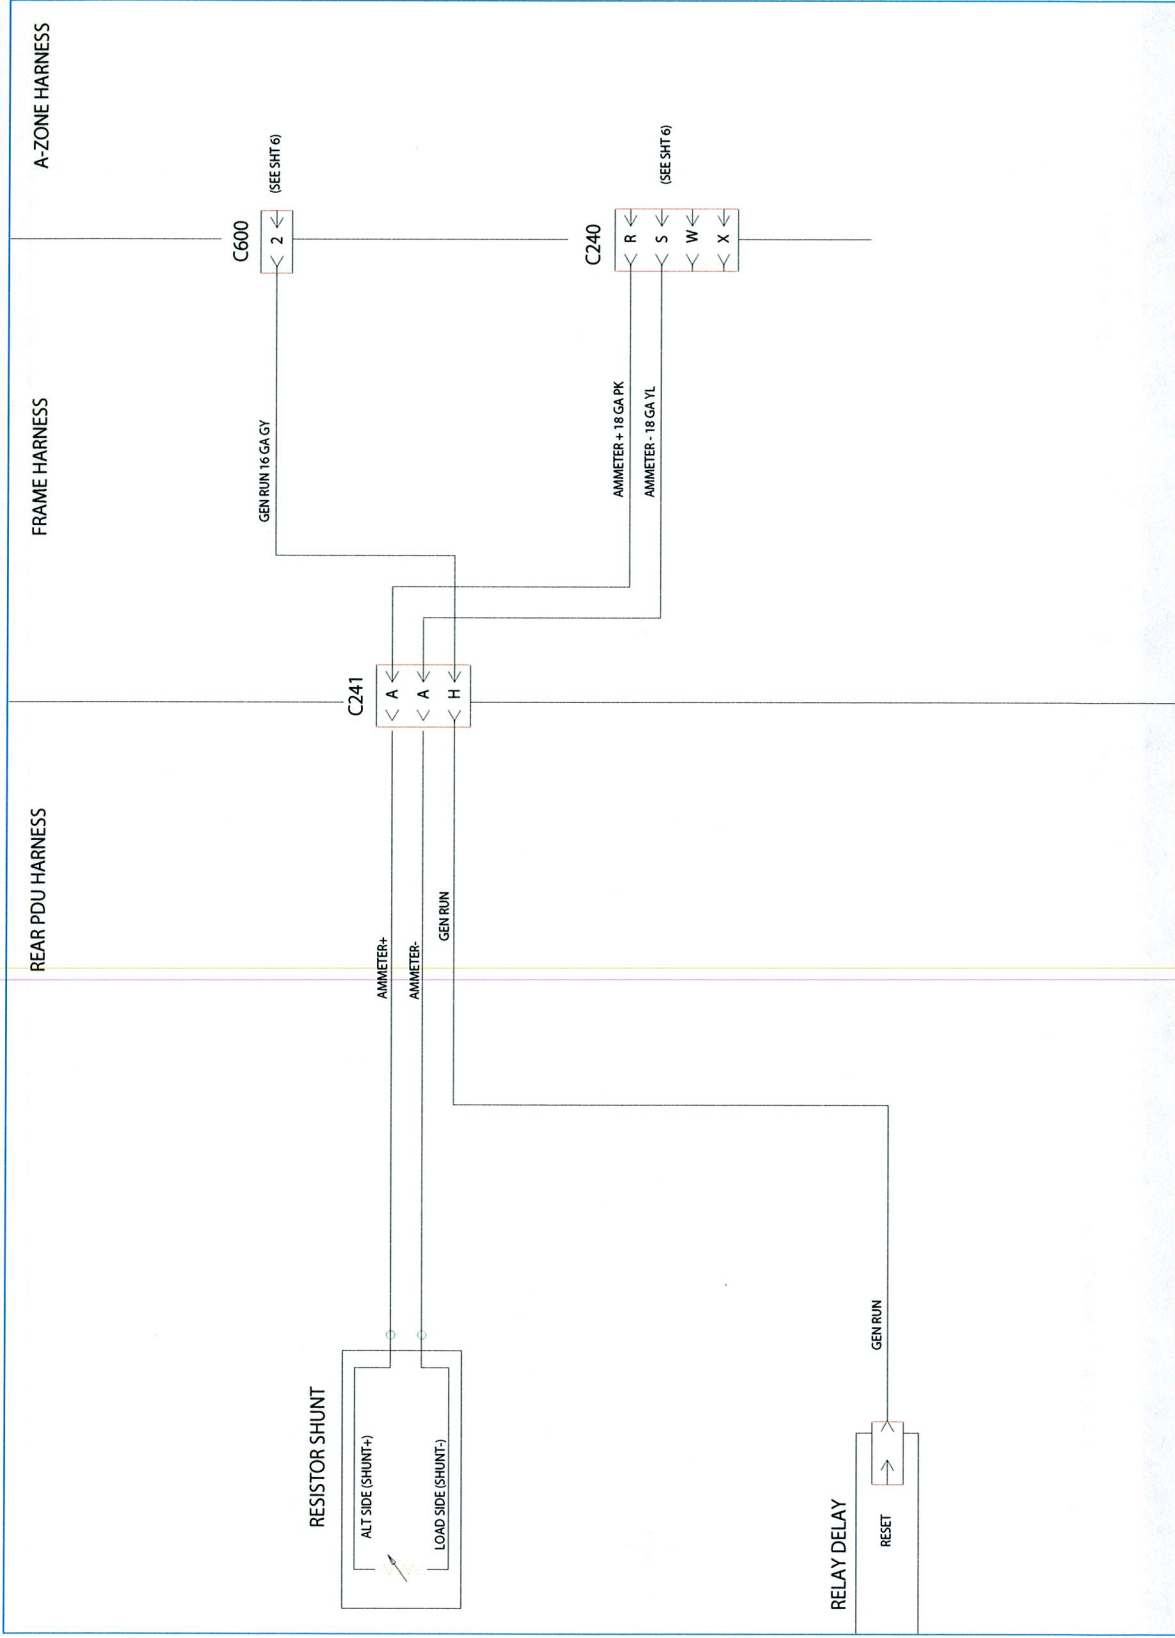 REAR PDU HARNESS
FRAME HARNESS
A-ZONE HARNESS
C600
2
(SEE SHT 6)
GEN RUN 16 GA GY
RESISTOR SHUNT
ALT SIDE (SHUNT+)
LOAD SIDE (SHUNT-)
AMMETER+
AMMETER-
GEN RUN
C241
A
A
H
AMMETER + 18 GA PK
AMMETER - 18 GA YL
C240
R
S
W
X
(SEE SHT 6)
RELAY DELAY
RESET
GEN RUN